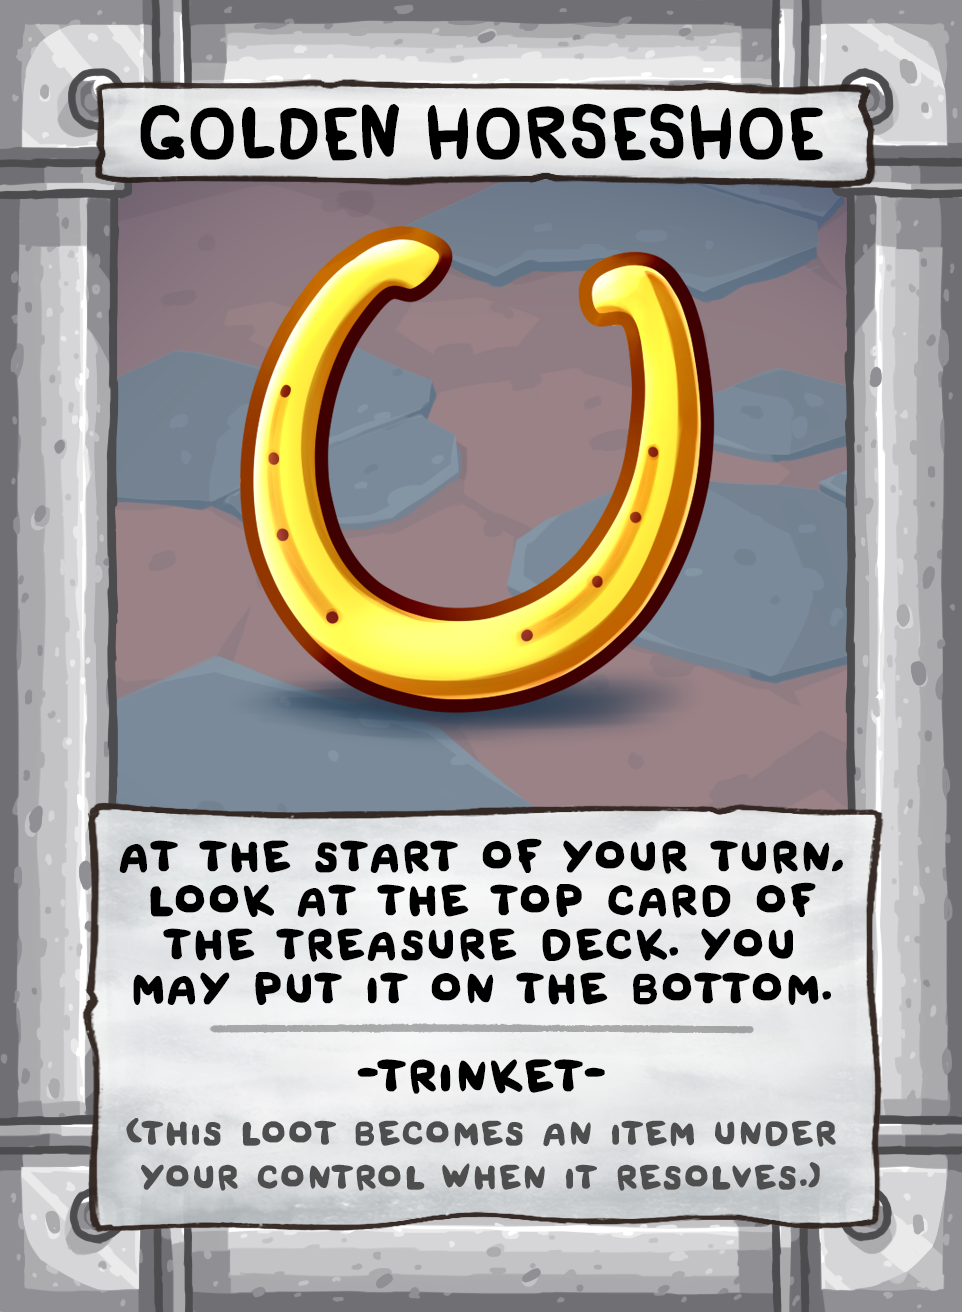 GOLDEN HORSESHOE
AT THE START OF YOUR TURN,
LOOK AT THE TOP CARD OF
THE TREASURE DECK. YOU
MAY PUT IT ON THE BOTTOM.
-TRINKET-
(THIS LOOT BECOMES AN ITEM UNDER
YOUR CONTROL WHEN IT RESOLVES.)